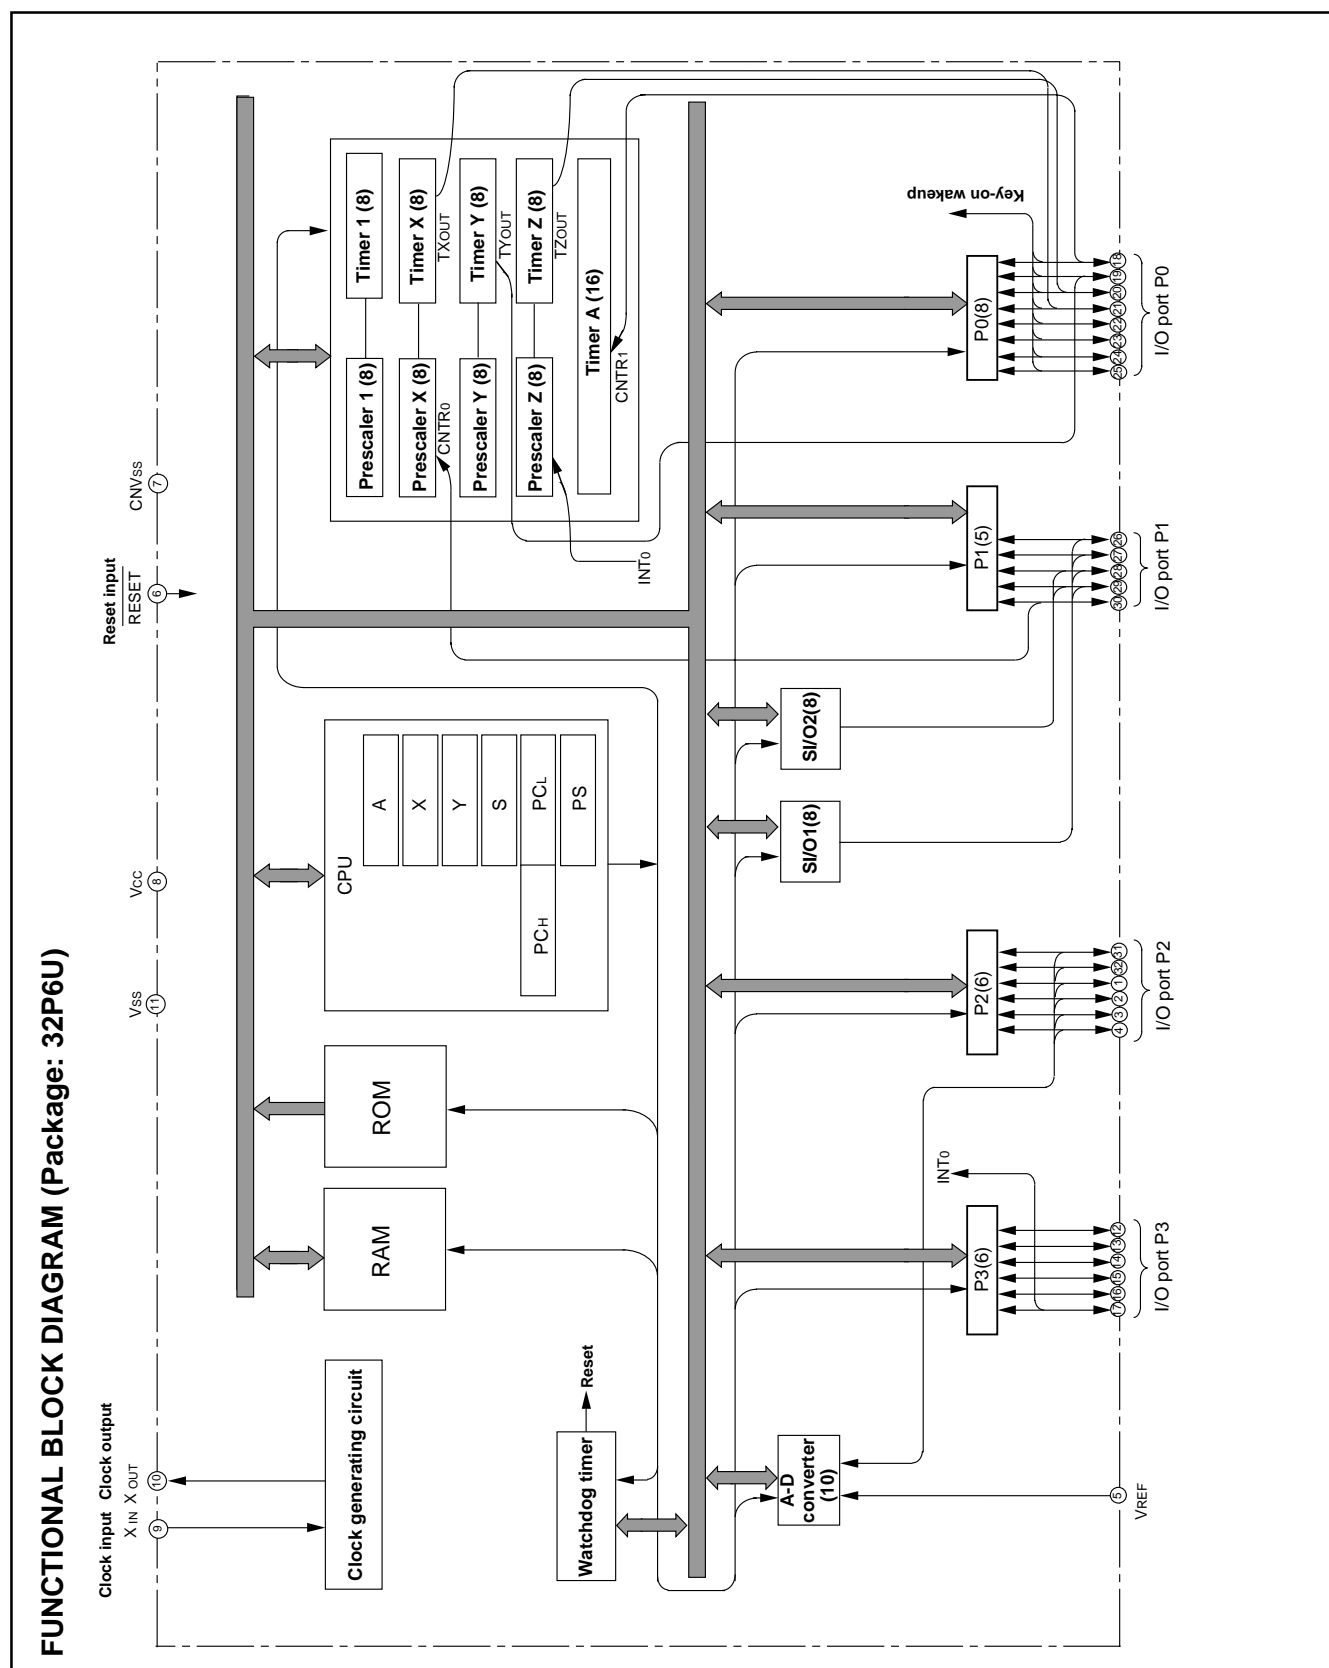 FUNCTIONAL BLOCK DIAGRAM (Package: 32P6U)
Clock input Clock output
XIN XOUT
9
10
VSS
11
VCC
8
Reset input
RESET
6
CNVSS
7
Clock generating circuit
RAM
ROM
CPU
A
X
Y
S
PCH
PCL
PS
Prescaler 1 (8)
Timer 1 (8)
Prescaler X (8)
Timer X (8)
CNTR0
TXOUT
Prescaler Y (8)
Timer Y (8)
TYOUT
Prescaler Z (8)
Timer Z (8)
TZOUT
Timer A (16)
CNTR1
INT0
Watchdog timer
Reset
A-D
converter
(10)
SI/O1(8)
SI/O2(8)
INT0
Key-on wakeup
P3(6)
P2(6)
P1(5)
P0(8)
5
17 16 15 14 13 12
4 3 2 1 32 31
30 29 28 27 26
25 24 23 22 21 20 19 18
VREF
I/O port P3
I/O port P2
I/O port P1
I/O port P0